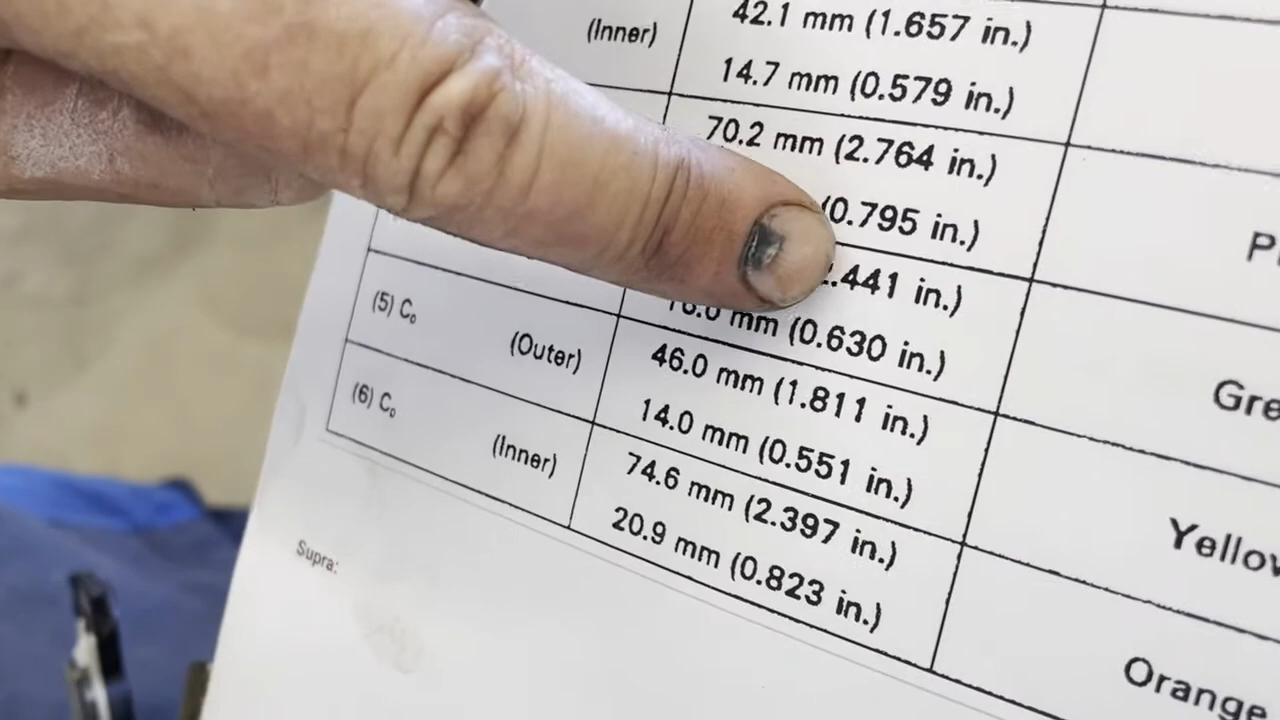 (Inner)
42.1 mm (1.657 in.)
14.7 mm (0.579 in.)
70.2 mm (2.764 in.)
(0.795 in.)
.441 in.)
mm (0.630 in.)
(5) C₀
(Outer)
46.0 mm (1.811 in.)
14.0 mm (0.551 in.)
(6) C₀
(Inner)
74.6 mm (2.397 in.)
20.9 mm (0.823 in.)
Orange
Supra: